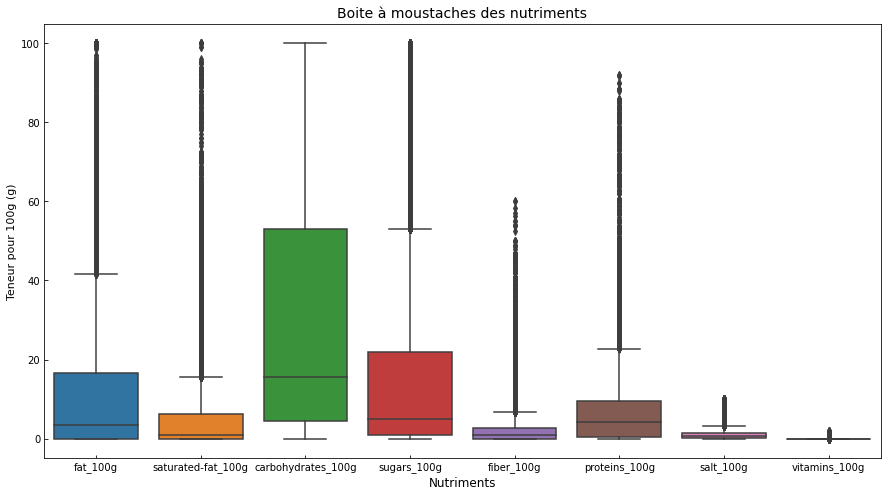 Boite à moustaches des nutriments
Teneur pour 100g (g)
100
80
60
40
20
0
fat_100g saturated-fat_100g carbohydrates_100g sugars_100g fiber_100g proteins_100g salt_100g vitamins_100g
Nutriments